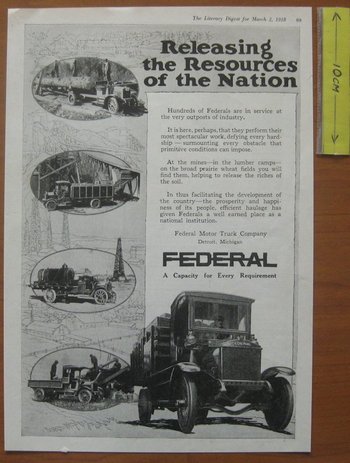 The Literary Digest for March 2, 1918 69
Releasing
the Resources
of the Nation
Hundreds of Federals are in service at
the very outposts of industry.
It is here, perhaps, that they perform their
most spectacular work, defying every hard-
ship—surmounting every obstacle that
primitive conditions can impose.
At the mines—in the lumber camps—
on the broad prairie wheat fields you will
find them, helping to release the riches of
the soil.
In thus facilitating the development of
the country—the prosperity and happi-
ness of its people, efficient haulage has
given Federals a well earned place as a
national institution.
Federal Motor Truck Company
Detroit, Michigan
FEDERAL
A Capacity for Every Requirement
10cm